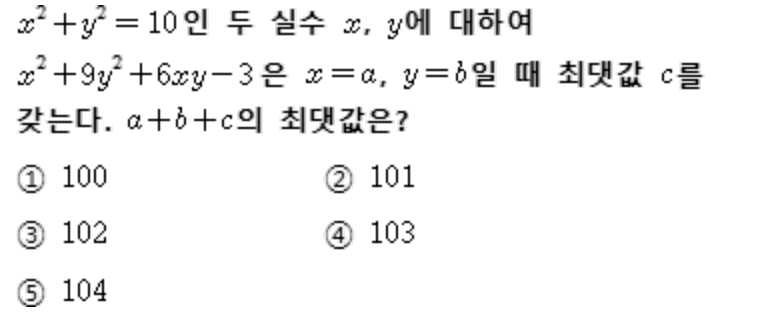 x²+y²=10인 두 실수 x, y에 대하여
x²+9y²+6xy-3은 x=a, y=b일 때 최댓값 c를
갖는다. a+b+c의 최댓값은?
① 100 ② 101
③ 102 ④ 103
⑤ 104